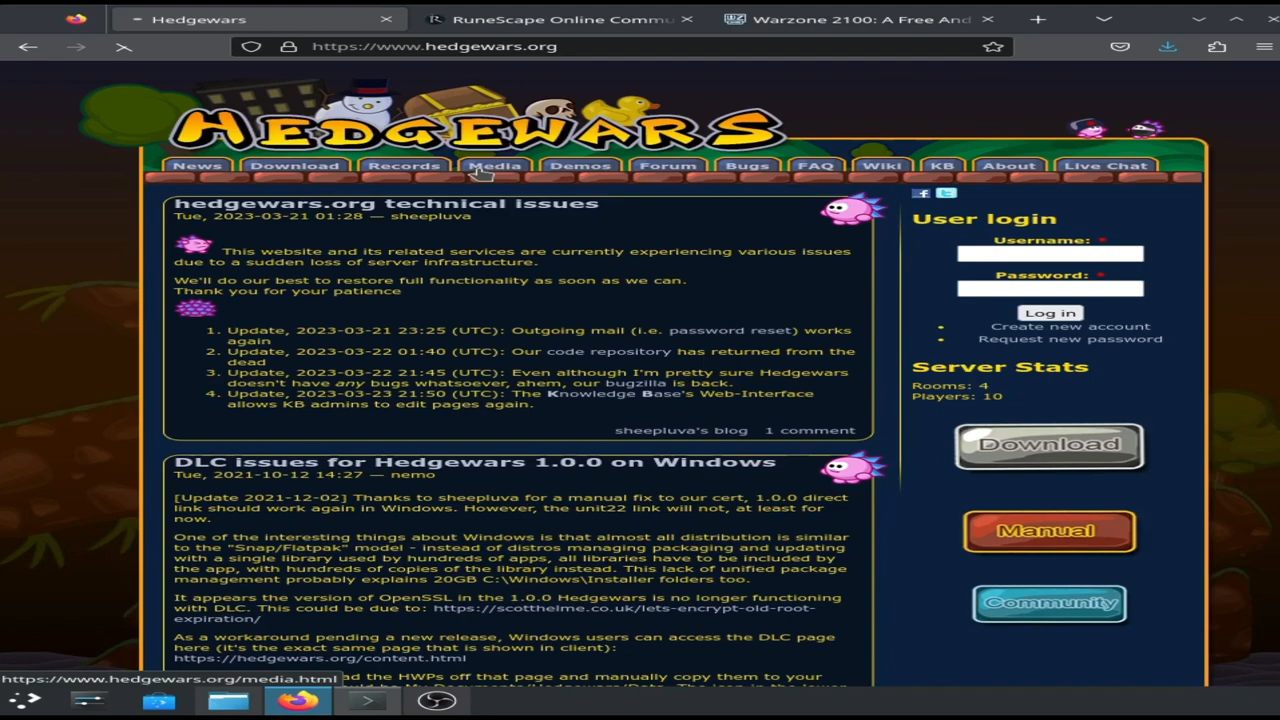 Hedgewars
RuneScape Online Commu
Warzone 2100: A Free And
https://www.hedgewars.org
HEDGEWARS
News Download Records Media Demos Forum Bugs FAQ Wiki KB About Live Chat
hedgewars.org technical issues
Tue, 2023-03-21 01:28 — sheepluva
This website and its related services are currently experiencing various issues
due to a sudden loss of server infrastructure.
We'll do our best to restore full functionality as soon as we can.
Thank you for your patience
1. Update, 2023-03-21 23:25 (UTC): Outgoing mail (i.e. password reset) works
again
2. Update, 2023-03-22 01:40 (UTC): Our code repository has returned from the
dead
3. Update, 2023-03-22 21:45 (UTC): Even although I'm pretty sure Hedgewars
doesn't have any bugs whatsoever, ahem, our bugzilla is back.
4. Update, 2023-03-23 21:50 (UTC): The Knowledge Base's Web-Interface
allows KB admins to edit pages again.
sheepluva's blog 1 comment
DLC issues for Hedgewars 1.0.0 on Windows
Tue, 2021-10-12 14:27 — nemo
[Update 2021-12-02] Thanks to sheepluva for a manual fix to our cert, 1.0.0 direct
link should work again in Windows. However, the unit22 link will not, at least for
now.
One of the interesting things about Windows is that almost all distribution is similar
to the "Snap/Flatpak" model - instead of distros managing packaging and updating
with a single library used by hundreds of apps, all libraries have to be included by
the app, with hundreds of copies of the library instead. This lack of unified package
management probably explains 20GB C:\Windows\Installer folders too.
It appears the version of OpenSSL in the 1.0.0 Hedgewars is no longer functioning
with DLC. This could be due to: https://scotthelme.co.uk/lets-encrypt-old-root-
expiration/
As a workaround pending a new release, Windows users can access the DLC page
here (it's the exact same page that is shown in client):
https://hedgewars.org/content.html
ad the HWPs off that page and manually copy them to your
User login
Username: *
Password: *
Log in
Create new account
Request new password
Server Stats
Rooms: 4
Players: 10
Download
Manual
Community
https://www.hedgewars.org/media.html